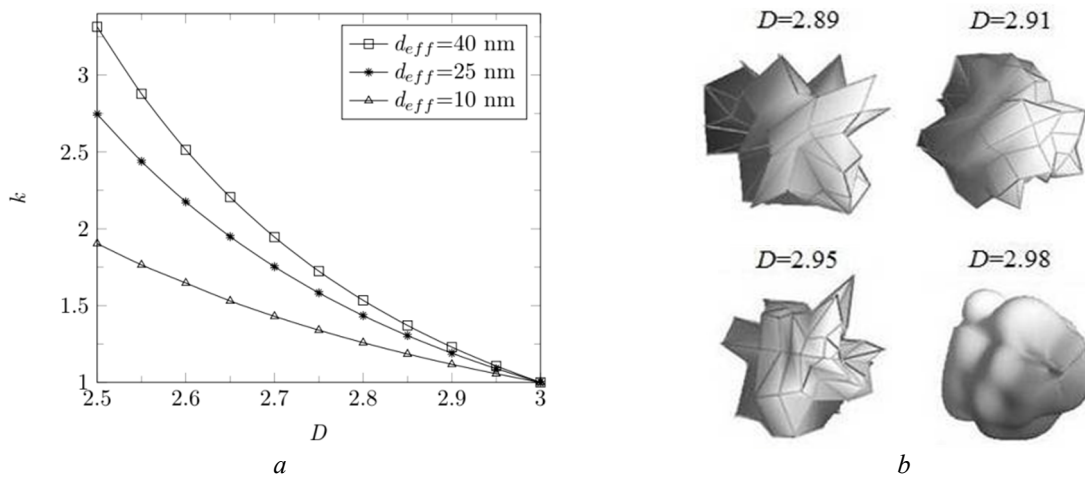 3
2.5
2
1.5
1
k
2.5
2.6
2.7
2.8
2.9
3
D
d_eff=40 nm
d_eff=25 nm
d_eff=10 nm
a
D=2.89
D=2.91
D=2.95
D=2.98
b